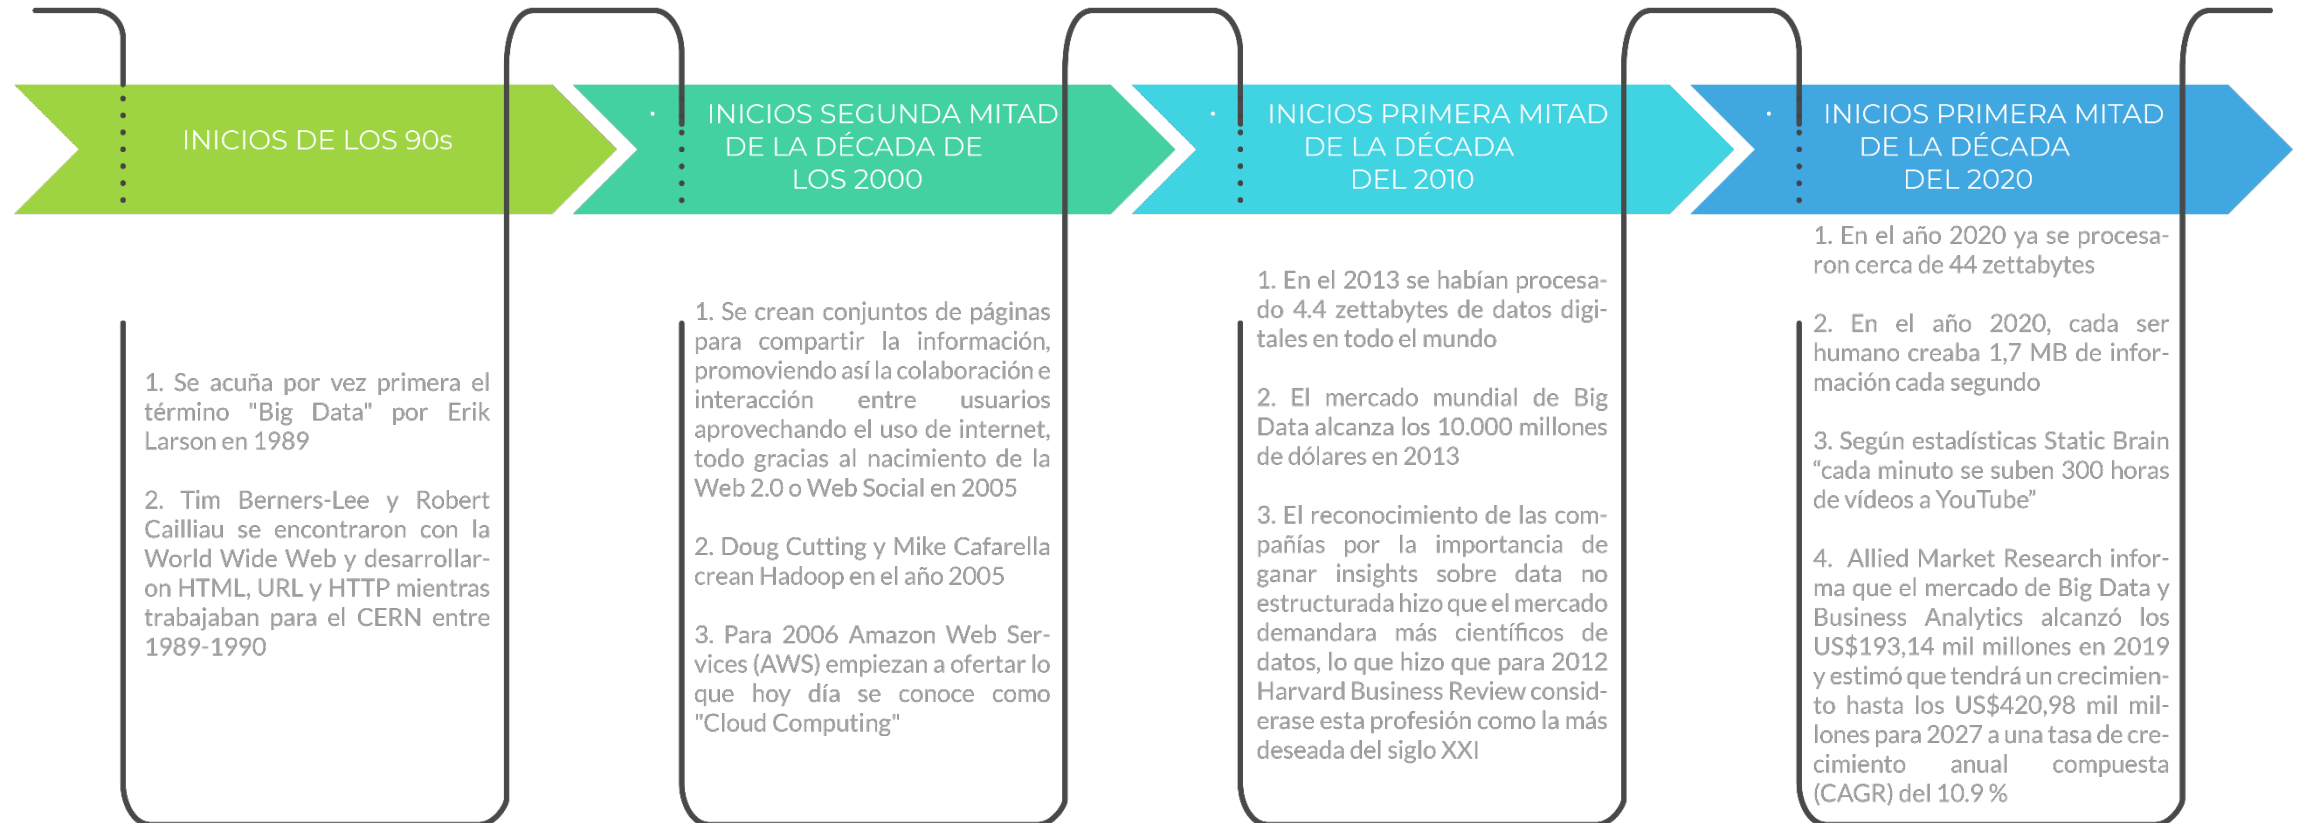 INICIOS DE LOS 90s
1. Se acuña por vez primera el
término "Big Data" por Erik
Larson en 1989
2. Tim Berners-Lee y Robert
Cailliau se encontraron con la
World Wide Web y desarrollar-
on HTML, URL y HTTP mientras
trabajaban para el CERN entre
1989-1990
· INICIOS SEGUNDA MITAD
DE LA DÉCADA DE
LOS 2000
1. Se crean conjuntos de páginas
para compartir la información,
promoviendo así la colaboración e
interacción entre usuarios
aprovechando el uso de internet,
todo gracias al nacimiento de la
Web 2.0 o Web Social en 2005
2. Doug Cutting y Mike Cafarella
crean Hadoop en el año 2005
3. Para 2006 Amazon Web Ser-
vices (AWS) empiezan a ofertar lo
que hoy día se conoce como
"Cloud Computing"
· INICIOS PRIMERA MITAD
DE LA DÉCADA
DEL 2010
1. En el 2013 se habían procesa-
do 4.4 zettabytes de datos digi-
tales en todo el mundo
2. El mercado mundial de Big
Data alcanza los 10.000 millones
de dólares en 2013
3. El reconocimiento de las com-
pañías por la importancia de
ganar insights sobre data no
estructurada hizo que el mercado
demandara más científicos de
datos, lo que hizo que para 2012
Harvard Business Review consid-
erase esta profesión como la más
deseada del siglo XXI
· INICIOS PRIMERA MITAD
DE LA DÉCADA
DEL 2020
1. En el año 2020 ya se procesa-
ron cerca de 44 zettabytes
2. En el año 2020, cada ser
humano creaba 1,7 MB de infor-
mación cada segundo
3. Según estadísticas Static Brain
“cada minuto se suben 300 horas
de vídeos a YouTube”
4. Allied Market Research infor-
ma que el mercado de Big Data y
Business Analytics alcanzó los
US$193,14 mil millones en 2019
y estimó que tendrá un crecimien-
to hasta los US$420,98 mil mil-
lones para 2027 a una tasa de cre-
cimiento anual compuesta
(CAGR) del 10.9 %